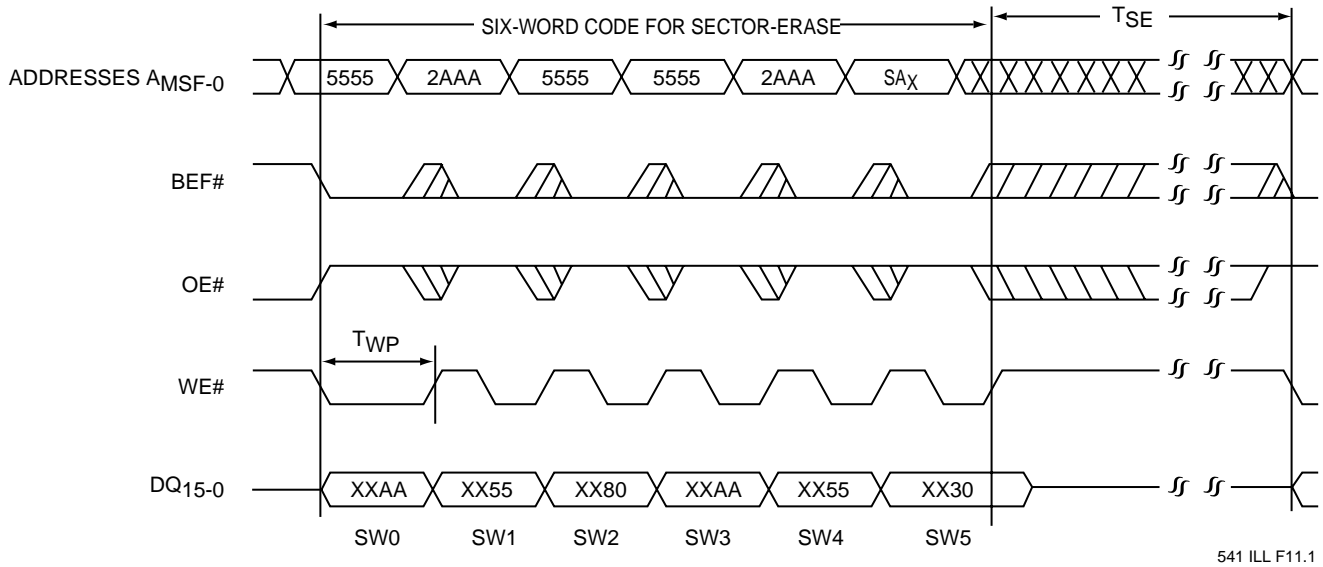 SIX-WORD CODE FOR SECTOR-ERASE TSE
ADDRESSES AMSF-0 5555 2AAA 5555 5555 2AAA SAX
BEF#
OE#
TWP
WE#
DQ15-0 XXAA XX55 XX80 XXAA XX55 XX30
SW0 SW1 SW2 SW3 SW4 SW5
541 ILL F11.1